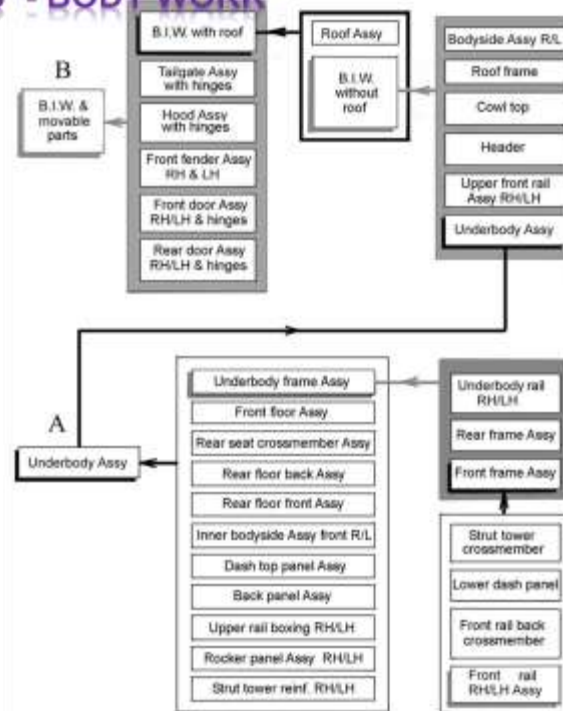 - BODY WORK
B.I.W. with roof
Tailgate Assy
with hinges
Hood Assy
with hinges
Front fender Assy
RH & LH
Front door Assy
RH/LH & hinges
Rear door Assy
RH/LH & hinges
B
B.I.W. &
movable
parts
Roof Assy
B.I.W.
without
roof
Bodyside Assy R/L
Roof frame
Cowl top
Header
Upper front rail
Assy RH/LH
Underbody Assy
A
Underbody Assy
Underbody frame Assy
Front floor Assy
Rear seat crossmember Assy
Rear floor back Assy
Rear floor front Assy
Inner bodyside Assy front R/L
Dash top panel Assy
Back panel Assy
Upper rail boxing RH/LH
Rocker panel Assy RH/LH
Strut tower reinf. RH/LH
Underbody rail
RH/LH
Rear frame Assy
Front frame Assy
Strut tower
crossmember
Lower dash panel
Front rail back
crossmember
Front rail
RH/LH Assy